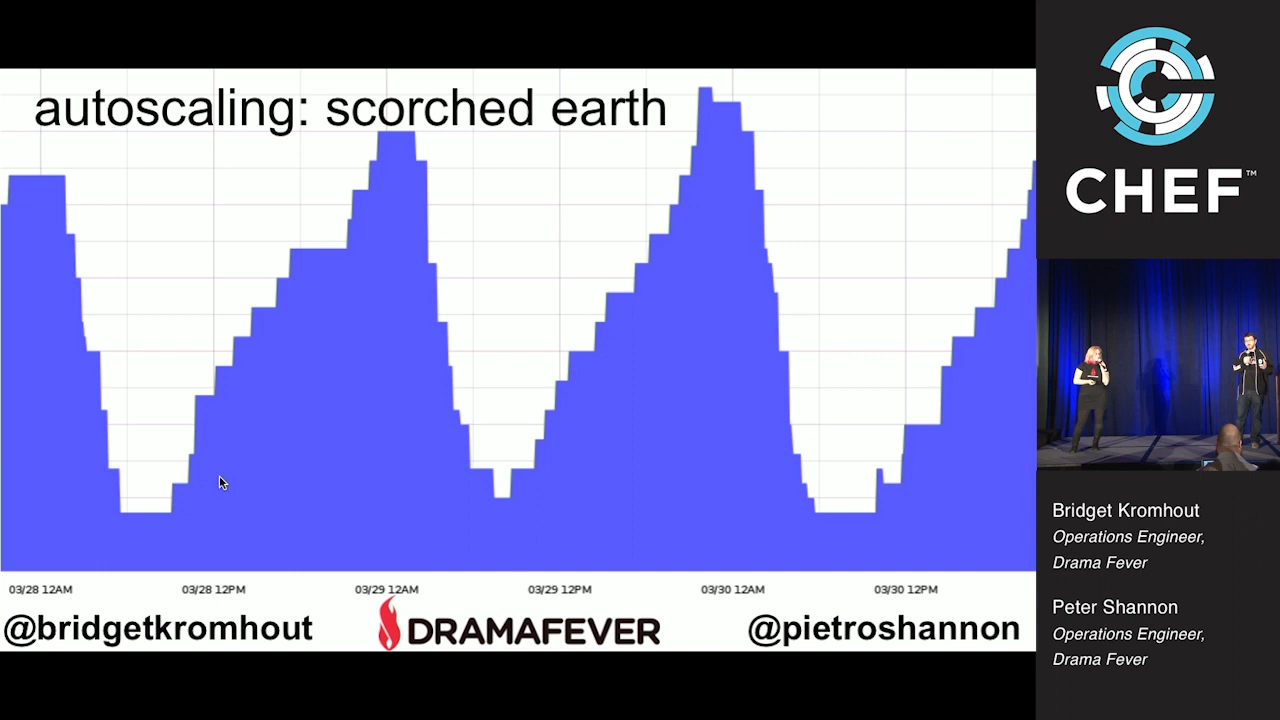 autoscaling: scorched earth
03/28 12AM 03/28 12PM 03/29 12AM 03/29 12PM 03/30 12AM 03/30 12PM
@bridgetkromhout DRAMAFEVER @pietroshannon
CHEF™
Bridget Kromhout
Operations Engineer,
Drama Fever
Peter Shannon
Operations Engineer,
Drama Fever